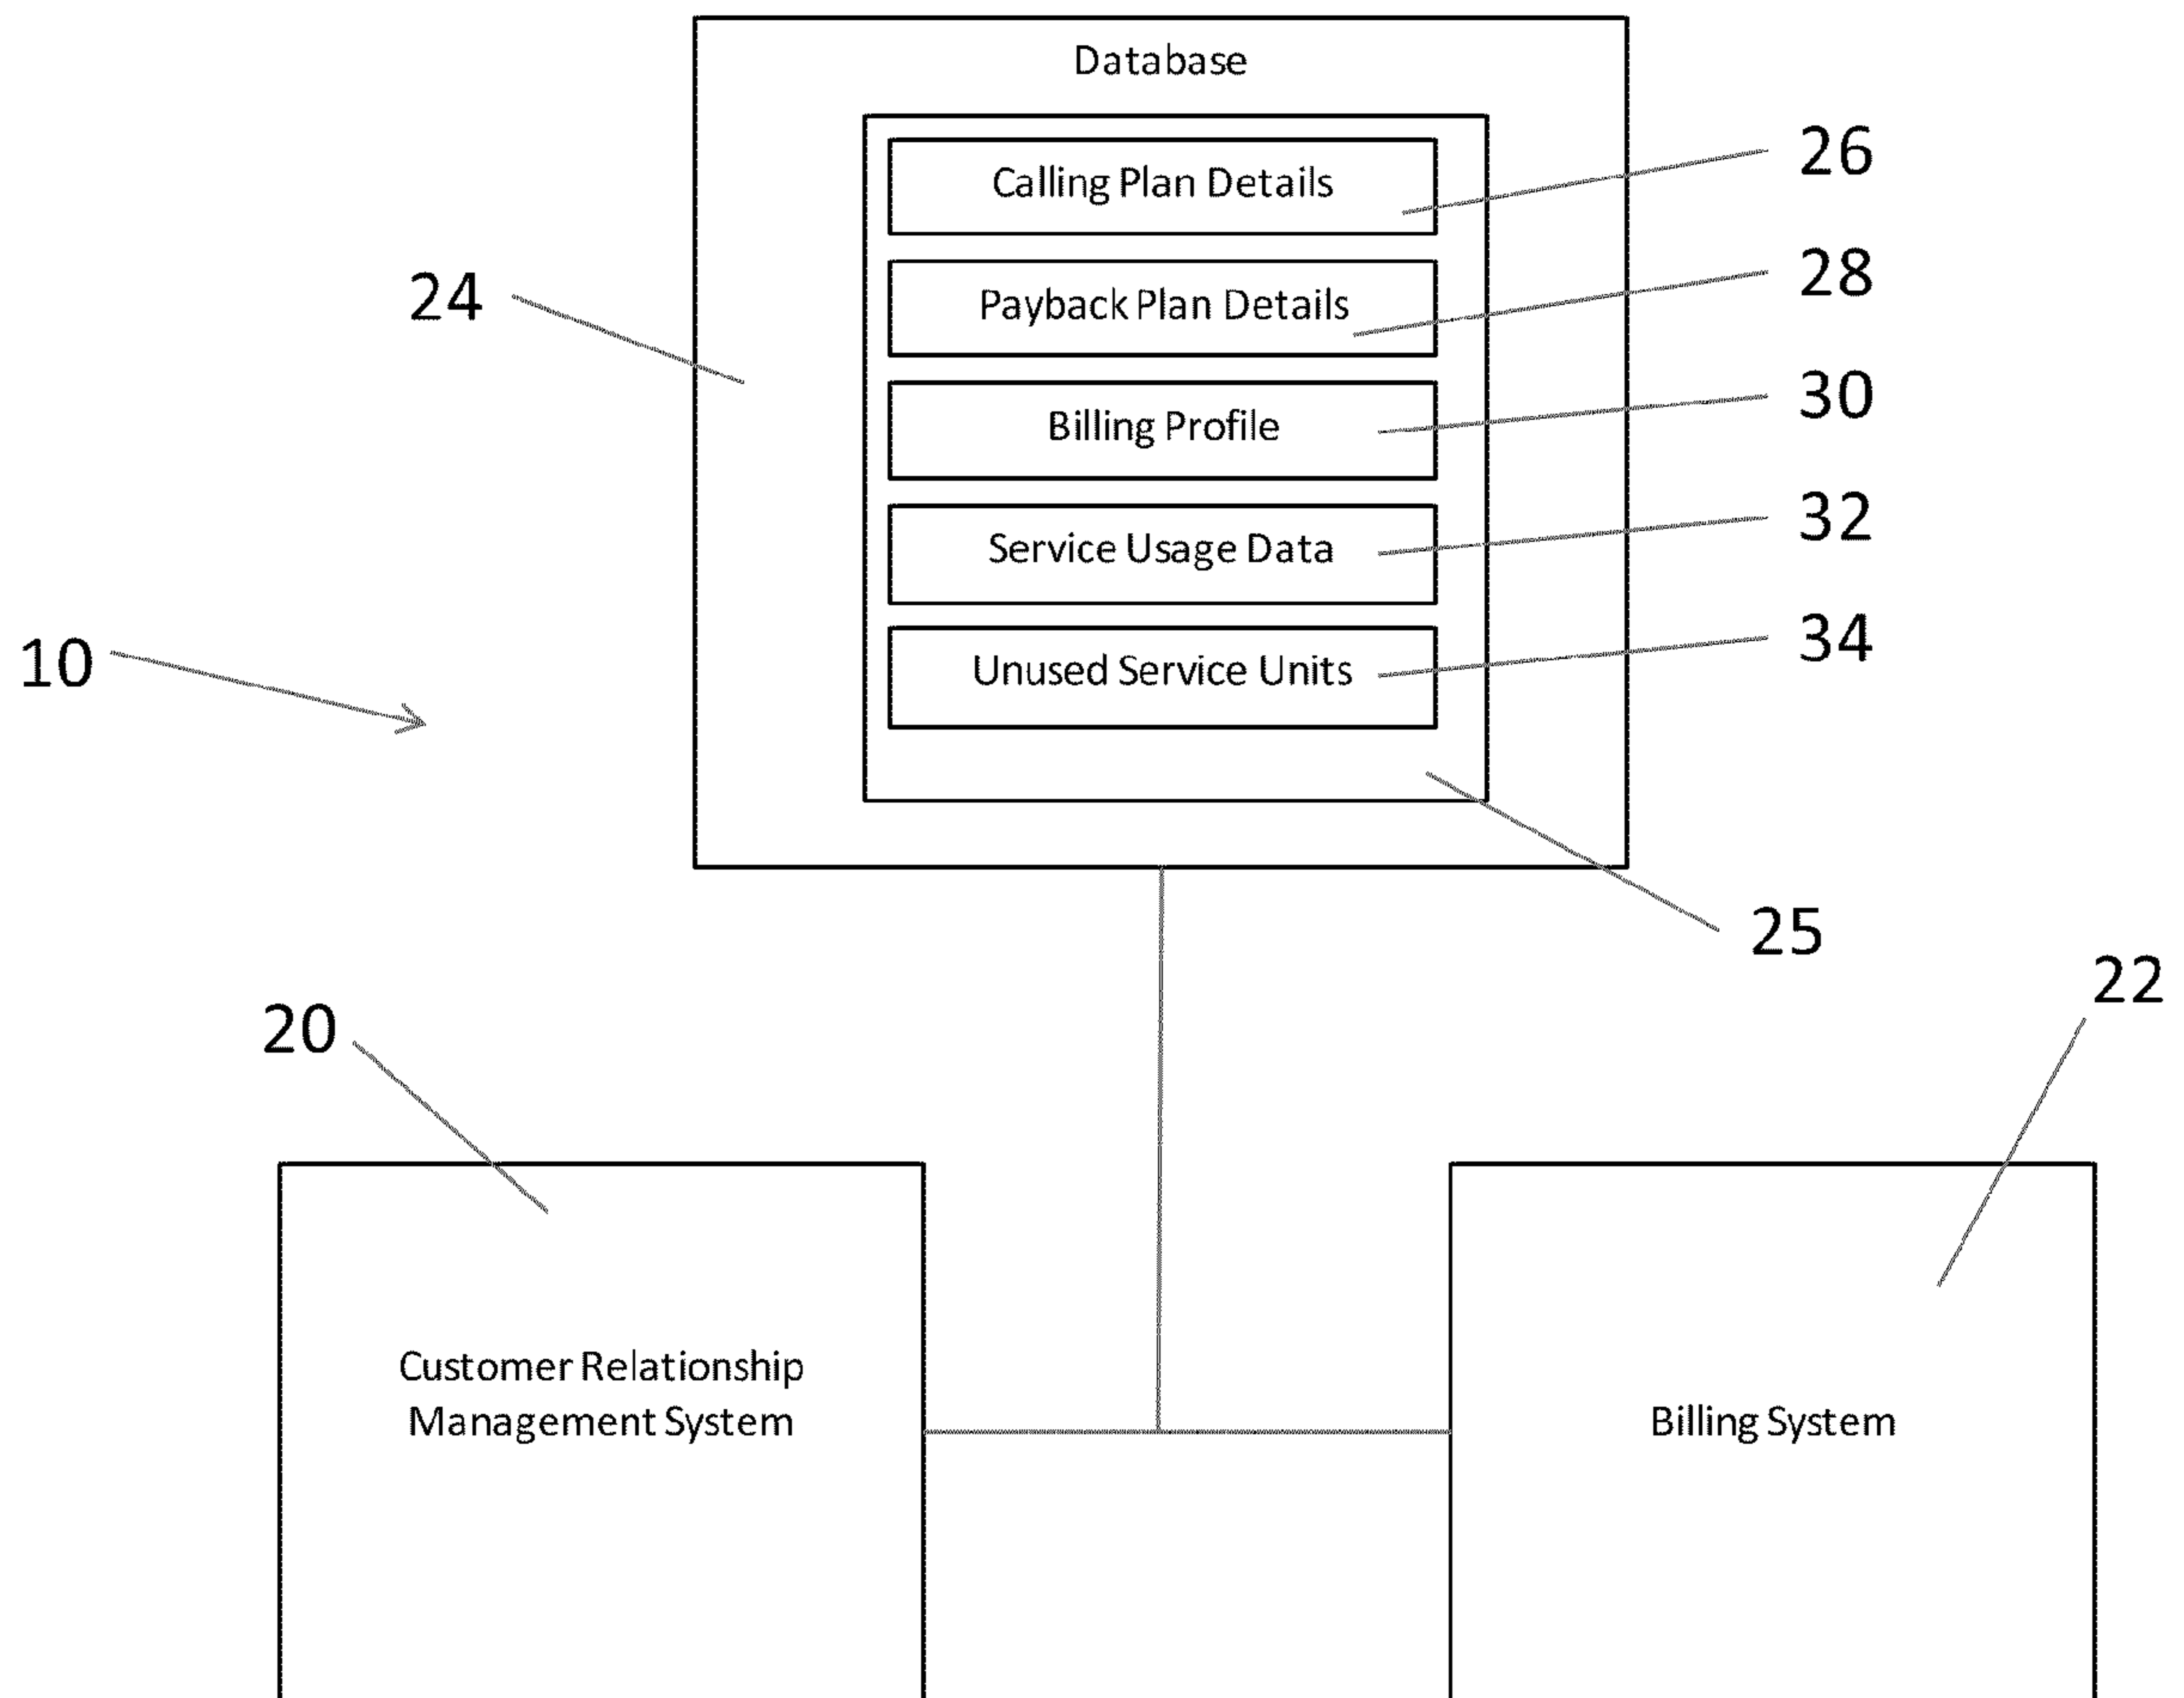 Database
Calling Plan Details
26
Payback Plan Details
28
24
Billing Profile
30
Service Usage Data
32
Unused Service Units
34
10
25
22
20
Customer Relationship
Management System
Billing System